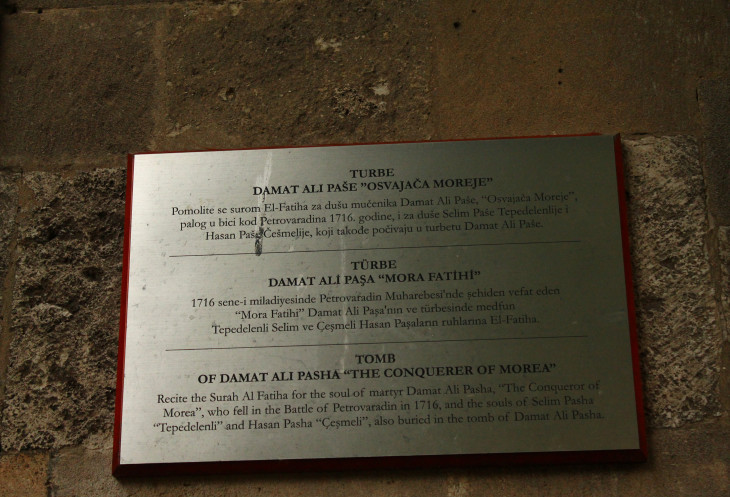 TURBE
DAMAT ALI PAŠE "OSVAJAČA MOREJE"
Pomolite se surom El-Fatiha za dušu mučenika Damat Ali Paše, "Osvajača Moreje",
palog u bici kod Petrovaradina 1716. godine, i za duše Selim Paše Tepedelenlije i
Hasan Paše Češmelije, koji takođe počivaju u turbetu Damat Ali Paše.
TÜRBE
DAMAT ALİ PAŞA “MORA FATİHİ”
1716 sene-i miladiyesinde Petrovaradin Muharebesi'nde şehiden vefat eden
“Mora Fatihi” Damat Ali Paşa'nın ve türbesinde medfun
Tepedelenli Selim ve Çeşmeli Hasan Paşaların ruhlarına El-Fatiha.
TOMB
OF DAMAT ALI PASHA “THE CONQUERER OF MOREA”
Recite the Surah Al Fatiha for the soul of martyr Damat Ali Pasha, “The Conqueror of
Morea”, who fell in the Battle of Petrovaradin in 1716, and the souls of Selim Pasha
“Tepedelenli” and Hasan Pasha “Çeşmeli”, also buried in the tomb of Damat Ali Pasha.